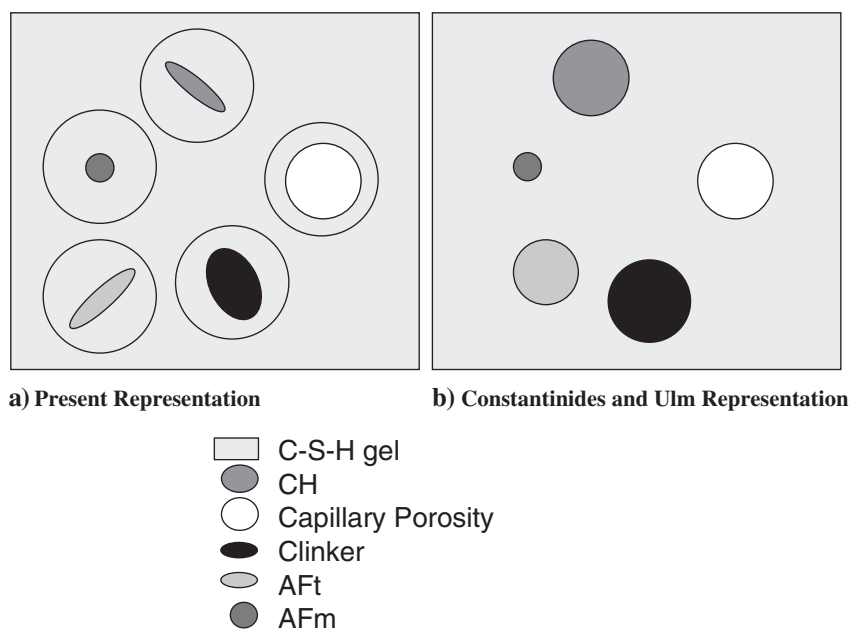 a) Present Representation
b) Constantinides and Ulm Representation
C-S-H gel
CH
Capillary Porosity
Clinker
AFt
AFm